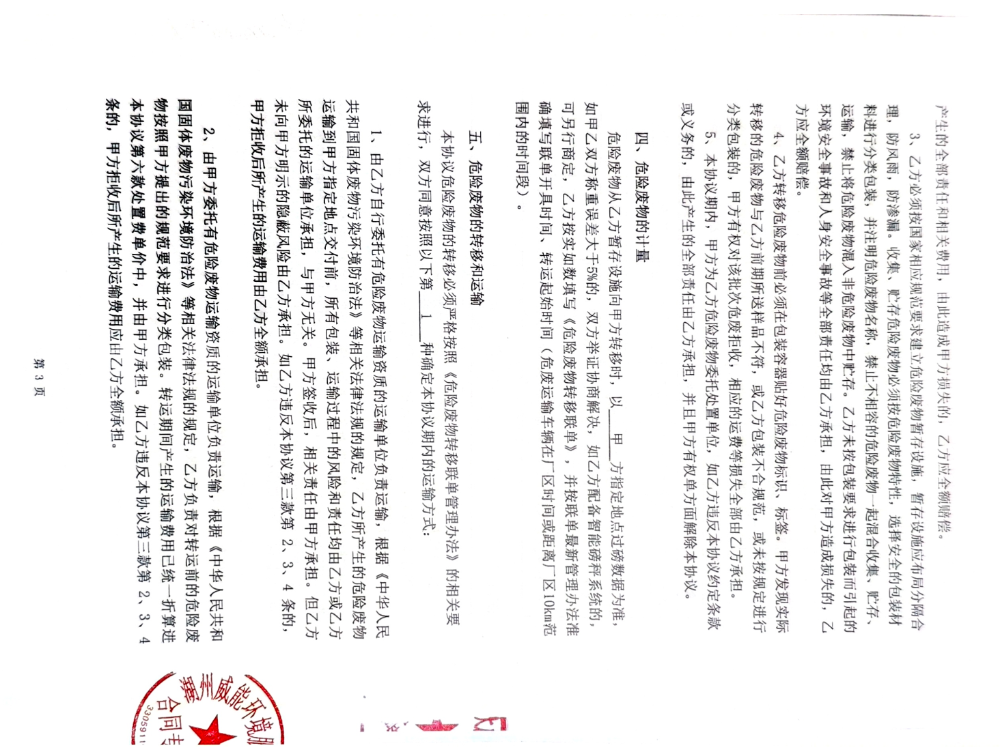 产生的全部责任和相关费用，由此造成甲方损失的，乙方应全额赔偿。
3、乙方必须按国家相应规范要求建立危险废物暂存设施，暂存设施应布局分隔合
理，防风雨，防渗漏。收集、贮存危险废物必须按危险废物特性，选择安全的包装材
料进行分类包装，并注明危险废物名称，禁止不相容的危险废物一起混合收集、贮存、
运输，禁止将危险废物混入非危险废物中贮存。乙方未按包装要求进行包装而引起的
环境安全事故和人身安全事故等全部责任均由乙方承担，由此对甲方造成损失的，乙
方应全额赔偿。
4、乙方转移危险废物前必须在包装容器贴好危险废物标识、标签。甲方发现实际
转移的危险废物与乙方前期所送样品不符，或乙方包装不合规范，或未按规定进行
分类包装的，甲方有权对该批次危废拒收，相应的运费等损失全部由乙方承担。
5、本协议期内，甲方为乙方危险废物委托处置单位，如乙方违反本协议约定条款
或义务的，由此产生的全部责任由乙方承担，并且甲方有权单方面解除本协议。
四、危险废物的计量
危险废物从乙方暂存设施向甲方转移时，以 甲 方指定地点过磅数据为准，
如甲乙双方称重误差大于5%的，双方举证协商解决，如乙方配备智能磅秤系统的，
可另行商定，乙方按实如数填写《危险废物转移联单》，并按联单最新管理办法准
确填写联单开具时间、转运起始时间（危废运输车辆在厂区时间或距离厂区10km范
围内的时间段）。
五、危险废物的转移和运输
本协议危险废物的转移必须严格按照《危险废物转移联单管理办法》的相关要
求进行，双方同意按照以下第 1 种确定本协议期内的运输方式：
1、由乙方自行委托有危险废物运输资质的运输单位负责运输，根据《中华人民
共和国固体废物污染环境防治法》等相关法律法规的规定，乙方所产生的危险废物
运输到甲方指定地点交付前，所有包装、运输过程中的风险和责任均由乙方或乙方
所委托的运输单位承担，与甲方无关。甲方签收后，相关责任由甲方承担。但乙方
未向甲方明示的隐蔽风险由乙方承担。如乙方违反本协议第三款第 2、3、4 条的，
甲方拒收后所产生的运输费用由乙方全额承担。
2、由甲方委托有危险废物运输资质的运输单位负责运输，根据《中华人民共和
国固体废物污染环境防治法》等相关法律法规的规定，乙方负责对转运前的危险废
物按照甲方提出的规范要求进行分类包装。转运期间产生的运输费用已统一折算进
本协议第六款处置费单价中，并由甲方承担。如乙方违反本协议第三款第 2、3、4
条的，甲方拒收后所产生的运输费用应由乙方全额承担。
第 3 页
州威能环境
合同专
3305911